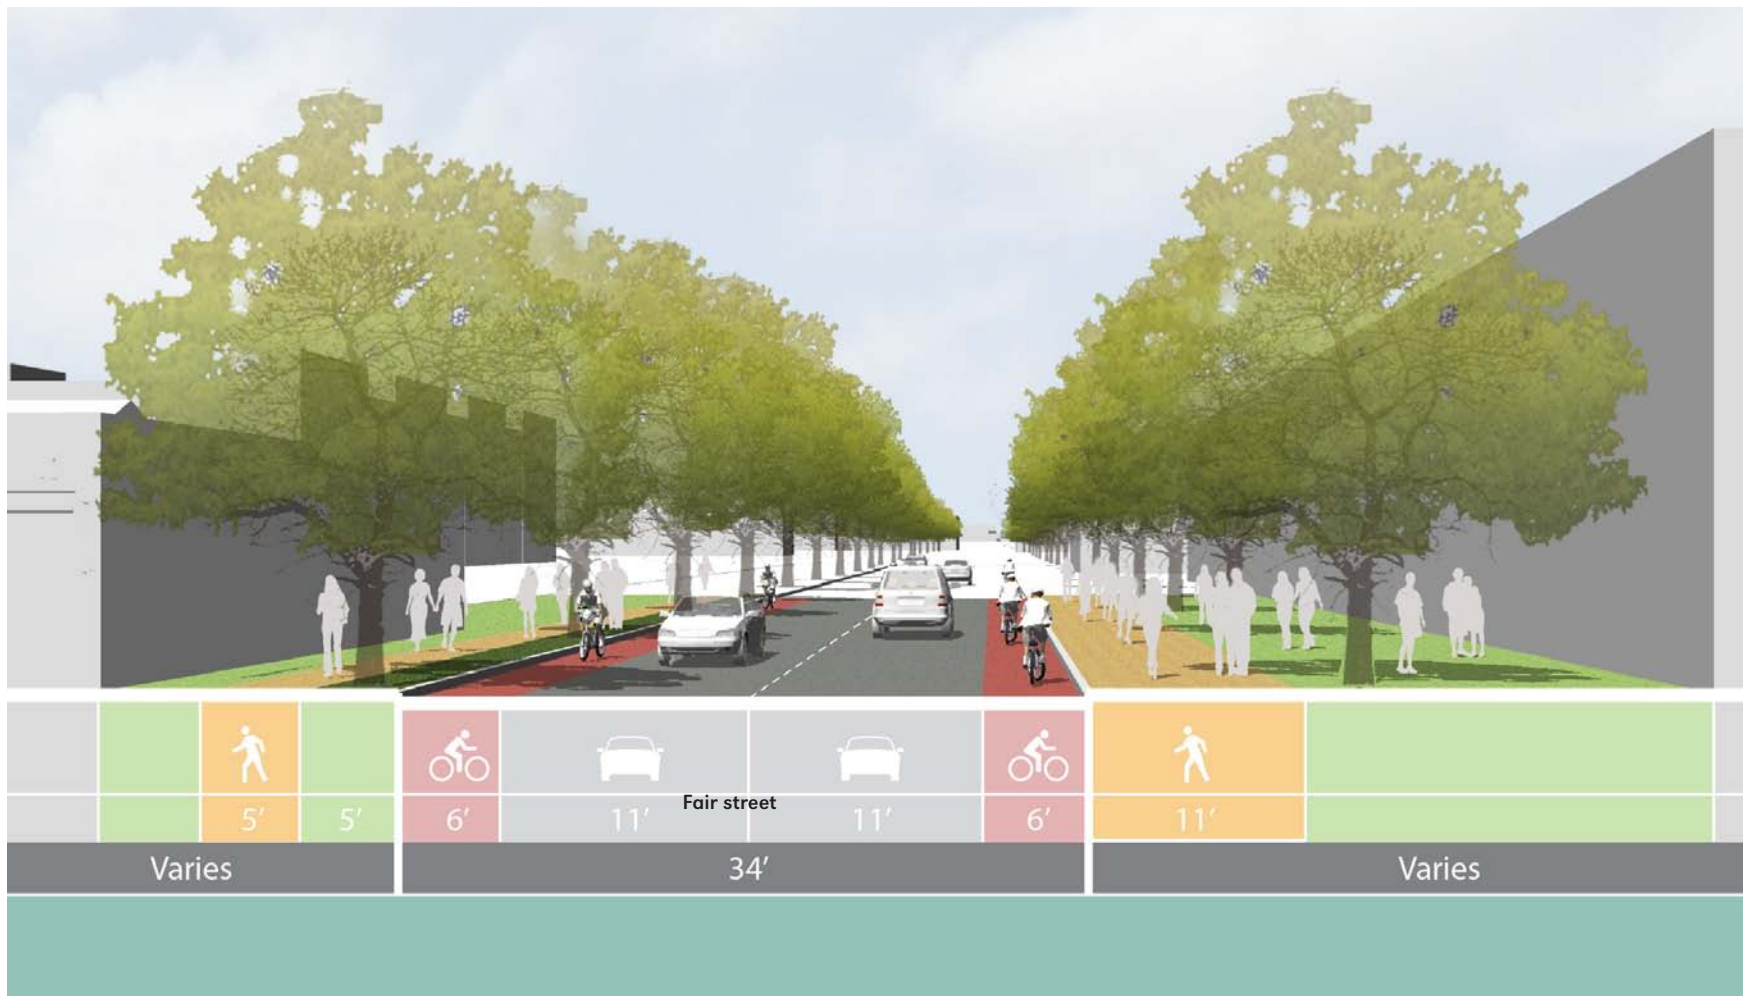 5' 5' 6' 11' 11' 6' 11'
Fair street
Varies 34' Varies